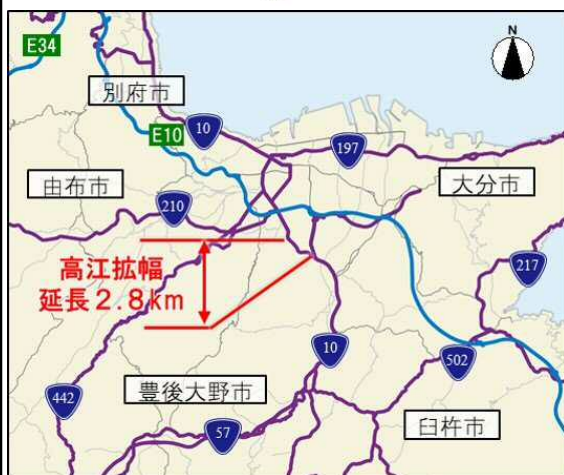 E34
N
別府市
E10
10
197
由布市
210
大分市
高江拡幅
延長2.8km
217
10
502
442
豊後大野市
57
臼杵市